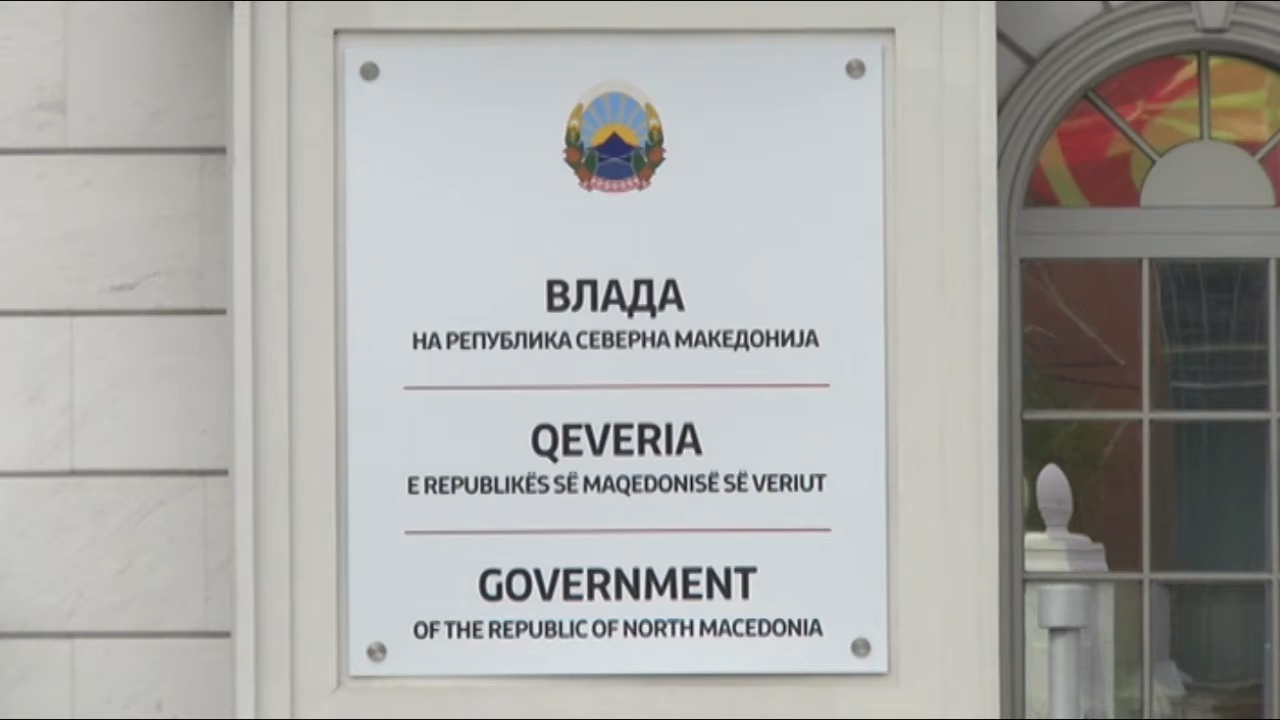 ВЛАДА
НА РЕПУБЛИКА СЕВЕРНА МАКЕДОНИЈА
QEVERIA
E REPUBLIKËS SË MAQEDONISË SË VERIUT
GOVERNMENT
OF THE REPUBLIC OF NORTH MACEDONIA